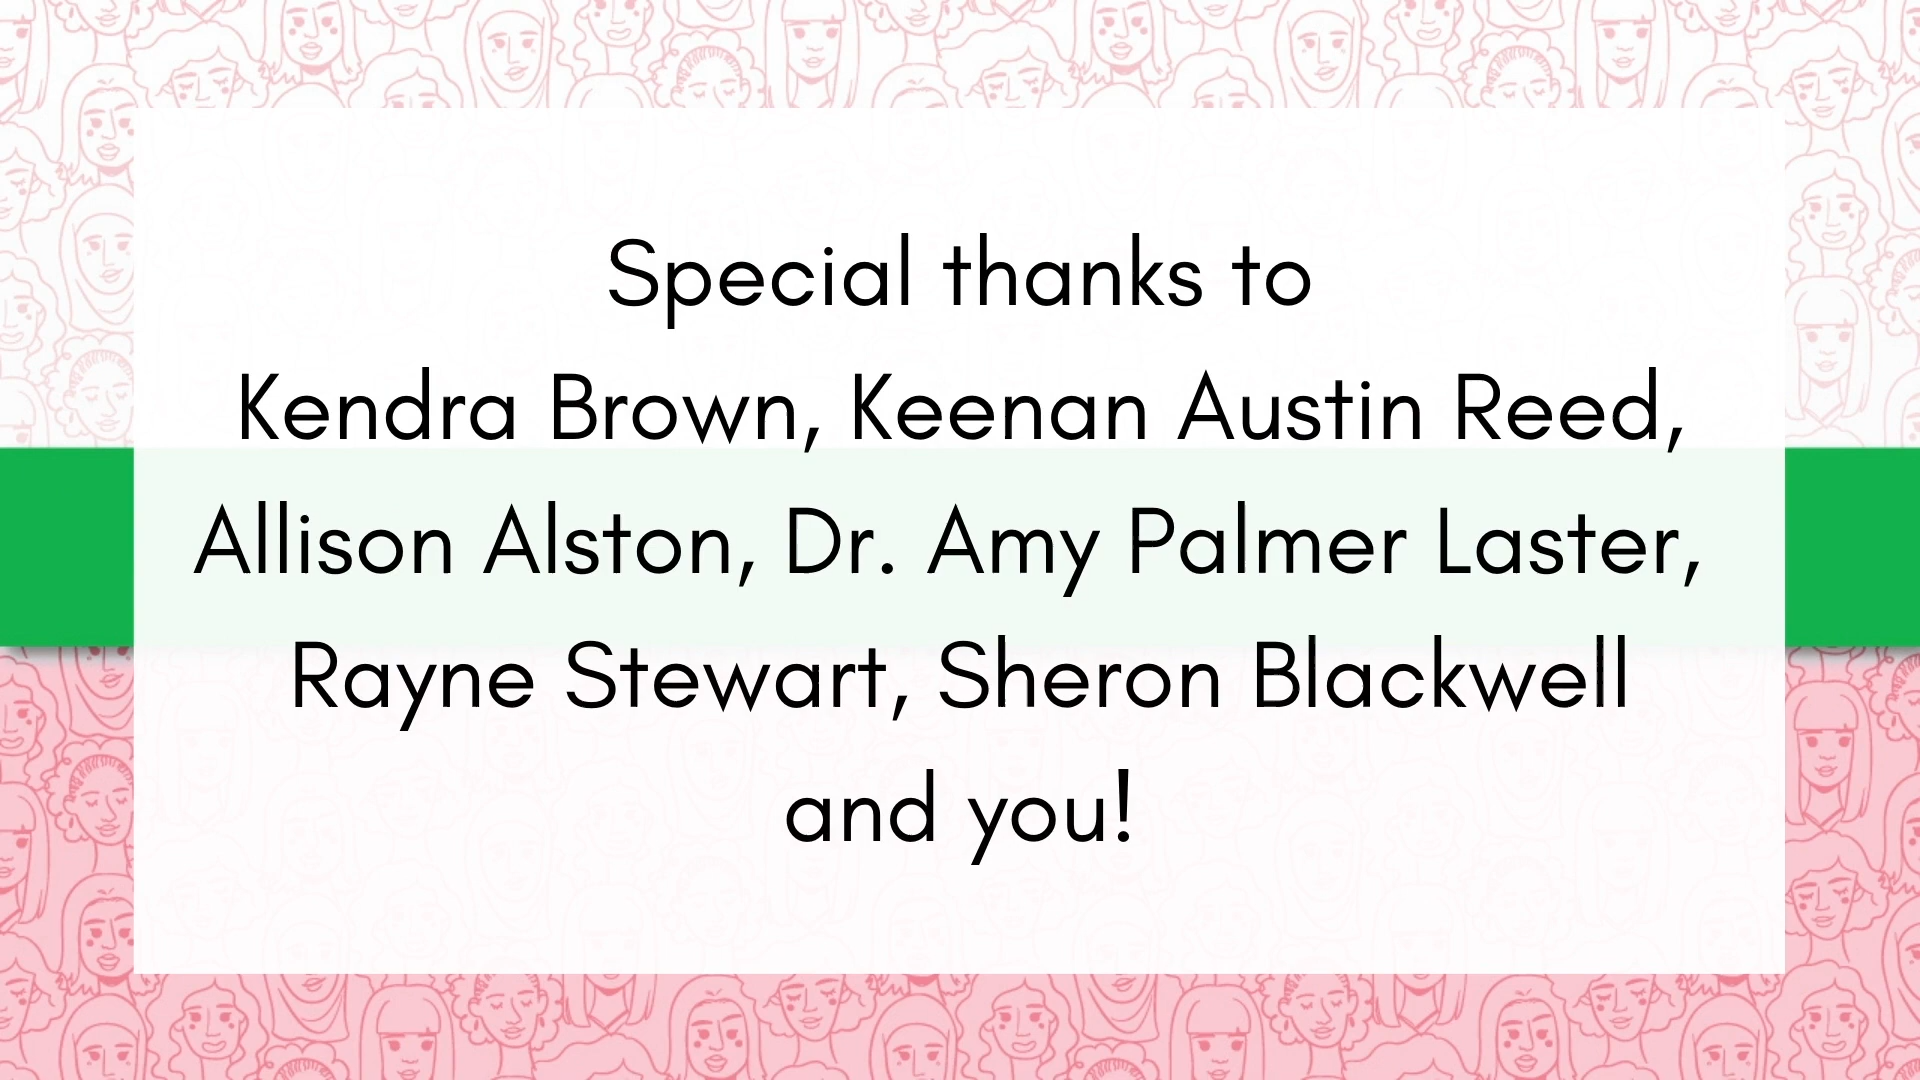 Special thanks to
Kendra Brown, Keenan Austin Reed,
Allison Alston, Dr. Amy Palmer Laster,
Rayne Stewart, Sheron Blackwell
and you!